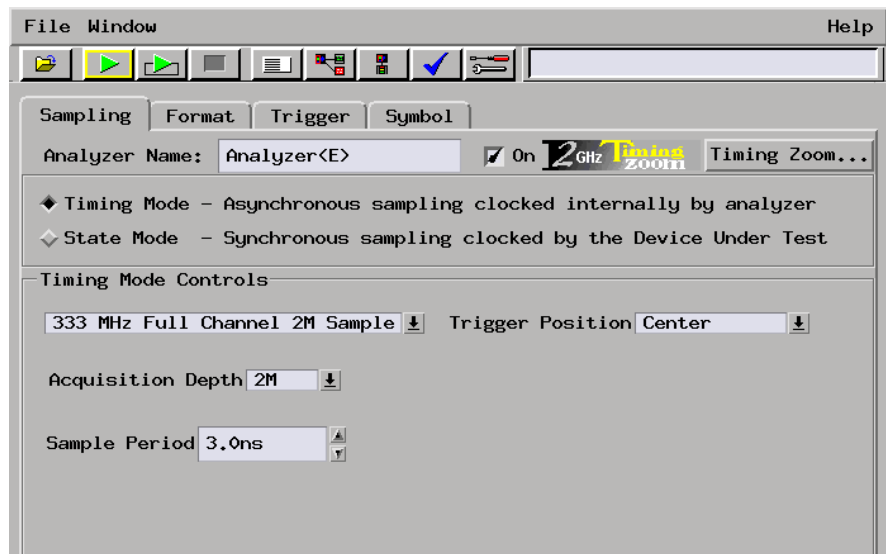 File Window Help
Sampling Format Trigger Symbol
Analyzer Name: Analyzer<E> On 2GHz Timing Zoom Timing Zoom...
Timing Mode - Asynchronous sampling clocked internally by analyzer
State Mode - Synchronous sampling clocked by the Device Under Test
Timing Mode Controls
333 MHz Full Channel 2M Sample Trigger Position Center
Acquisition Depth 2M
Sample Period 3.0ns